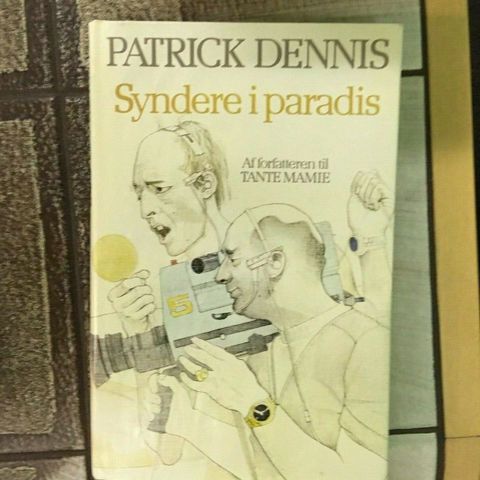 PATRICK DENNIS
Syndere i paradis
Af forfatteren til
TANTE MAMIE
5